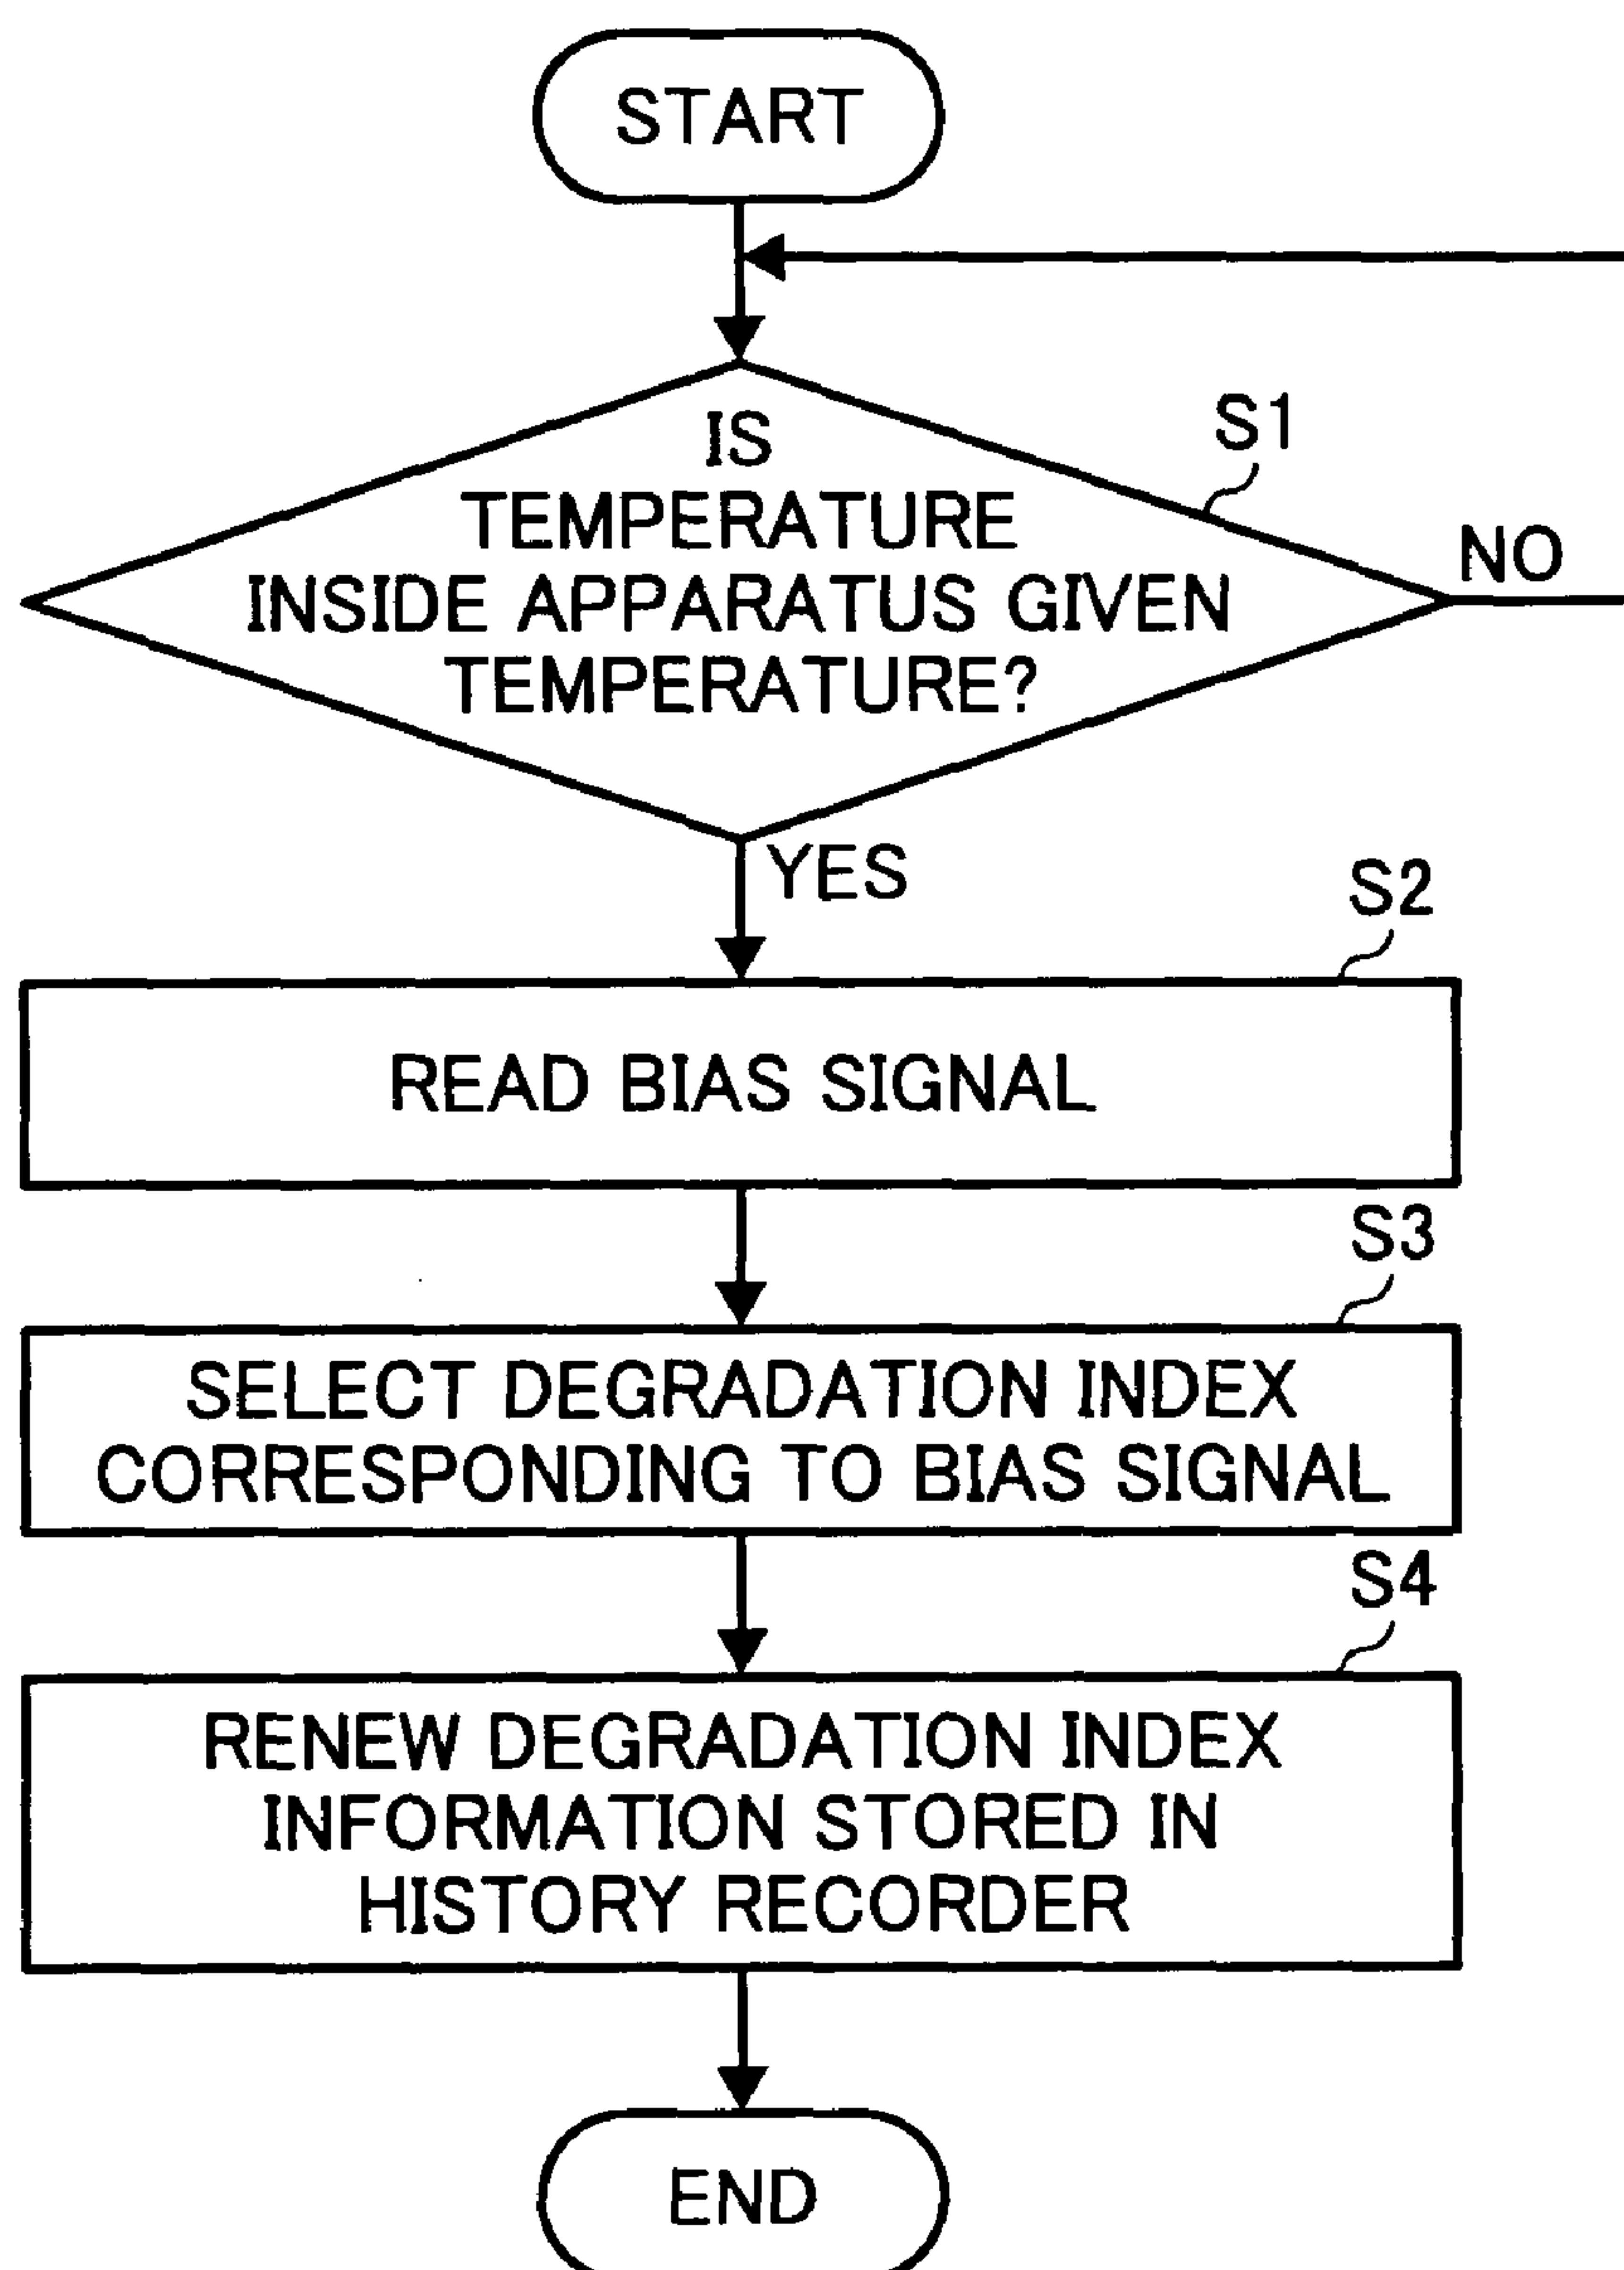 START
S1
IS
TEMPERATURE
INSIDE APPARATUS GIVEN
TEMPERATURE?
NO
YES
S2
READ BIAS SIGNAL
S3
SELECT DEGRADATION INDEX
CORRESPONDING TO BIAS SIGNAL
S4
RENEW DEGRADATION INDEX
INFORMATION STORED IN
HISTORY RECORDER
END